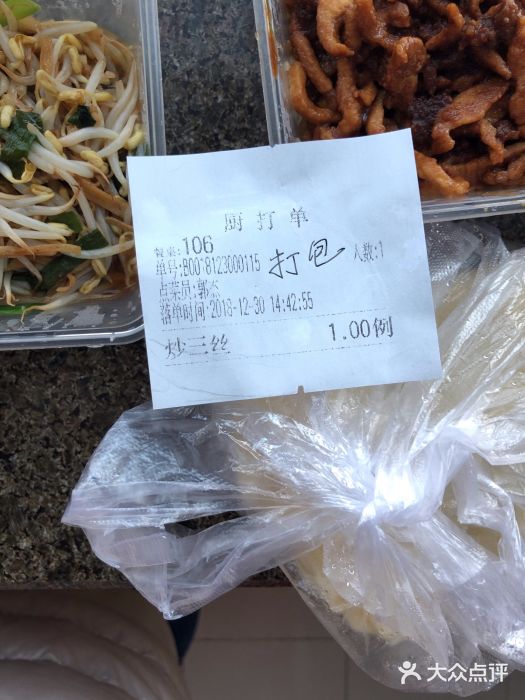 厨打单
餐桌:106
单号:B0018123000115 打包 人数:1
点菜员:郭杰
落单时间:2018-12-30 14:42:55
炒三丝 1.00例
大众点评